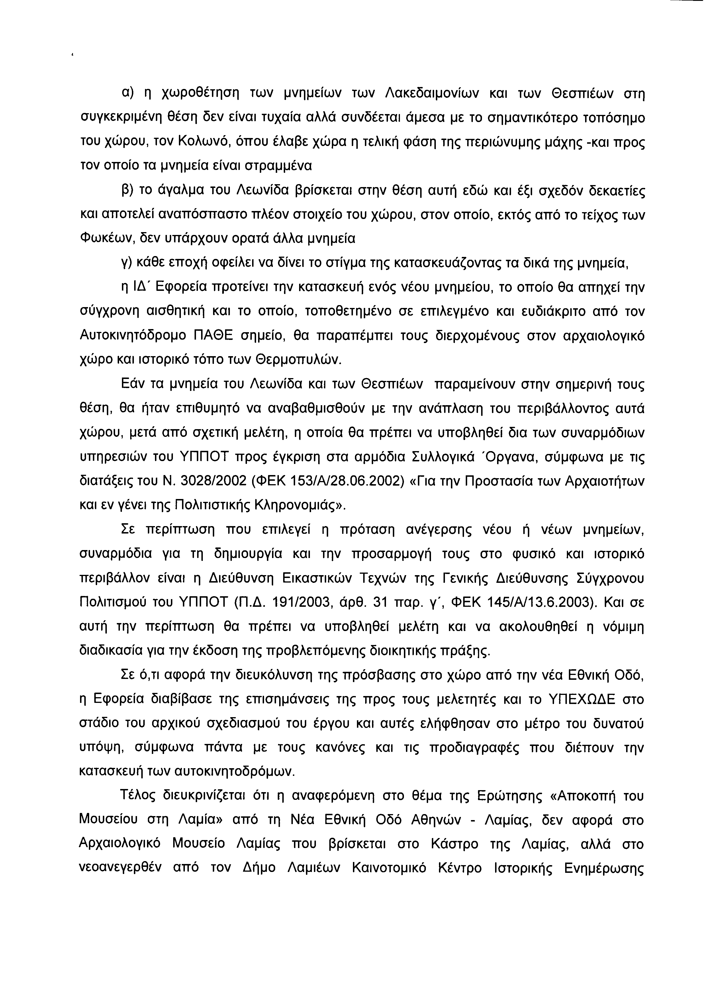 α) η χωροθέτηση των μνημείων των Λακεδαιμονίων και των Θεσπιέων στη
συγκεκριμένη θέση δεν είναι τυχαία αλλά συνδέεται άμεσα με το σημαντικότερο τοπόσημο
του χώρου, τον Κολωνό, όπου έλαβε χώρα η τελική φάση της περιώνυμης μάχης -και προς
τον οποίο τα μνημεία είναι στραμμένα
β) το άγαλμα του Λεωνίδα βρίσκεται στην θέση αυτή εδώ και έξι σχεδόν δεκαετίες
και αποτελεί αναπόσπαστο πλέον στοιχείο του χώρου, στον οποίο, εκτός από το τείχος των
Φωκέων, δεν υπάρχουν ορατά άλλα μνημεία
γ) κάθε εποχή οφείλει να δίνει το στίγμα της κατασκευάζοντας τα δικά της μνημεία,
η ΙΔ΄ Εφορεία προτείνει την κατασκευή ενός νέου μνημείου, το οποίο θα απηχεί την
σύγχρονη αισθητική και το οποίο, τοποθετημένο σε επιλεγμένο και ευδιάκριτο από τον
Αυτοκινητόδρομο ΠΑΘΕ σημείο, θα παραπέμπει τους διερχομένους στον αρχαιολογικό
χώρο και ιστορικό τόπο των Θερμοπυλών.
Εάν τα μνημεία του Λεωνίδα και των Θεσπιέων παραμείνουν στην σημερινή τους
θέση, θα ήταν επιθυμητό να αναβαθμισθούν με την ανάπλαση του περιβάλλοντος αυτά
χώρου, μετά από σχετική μελέτη, η οποία θα πρέπει να υποβληθεί δια των συναρμόδιων
υπηρεσιών του ΥΠΠΟΤ προς έγκριση στα αρμόδια Συλλογικά Όργανα, σύμφωνα με τις
διατάξεις του Ν. 3028/2002 (ΦΕΚ 153/Α/28.06.2002) «Για την Προστασία των Αρχαιοτήτων
και εν γένει της Πολιτιστικής Κληρονομιάς».
Σε περίπτωση που επιλεγεί η πρόταση ανέγερσης νέου ή νέων μνημείων,
συναρμόδια για τη δημιουργία και την προσαρμογή τους στο φυσικό και ιστορικό
περιβάλλον είναι η Διεύθυνση Εικαστικών Τεχνών της Γενικής Διεύθυνσης Σύγχρονου
Πολιτισμού του ΥΠΠΟΤ (Π.Δ. 191/2003, άρθ. 31 παρ. γ΄, ΦΕΚ 145/Α/13.6.2003). Και σε
αυτή την περίπτωση θα πρέπει να υποβληθεί μελέτη και να ακολουθηθεί η νόμιμη
διαδικασία για την έκδοση της προβλεπόμενης διοικητικής πράξης.
Σε ό,τι αφορά την διευκόλυνση της πρόσβασης στο χώρο από την νέα Εθνική Οδό,
η Εφορεία διαβίβασε της επισημάνσεις της προς τους μελετητές και το ΥΠΕΧΩΔΕ στο
στάδιο του αρχικού σχεδιασμού του έργου και αυτές ελήφθησαν στο μέτρο του δυνατού
υπόψη, σύμφωνα πάντα με τους κανόνες και τις προδιαγραφές που διέπουν την
κατασκευή των αυτοκινητοδρόμων.
Τέλος διευκρινίζεται ότι η αναφερόμενη στο θέμα της Ερώτησης «Αποκοπή του
Μουσείου στη Λαμία» από τη Νέα Εθνική Οδό Αθηνών - Λαμίας, δεν αφορά στο
Αρχαιολογικό Μουσείο Λαμίας που βρίσκεται στο Κάστρο της Λαμίας, αλλά στο
νεοανεγερθέν από τον Δήμο Λαμιέων Καινοτομικό Κέντρο Ιστορικής Ενημέρωσης